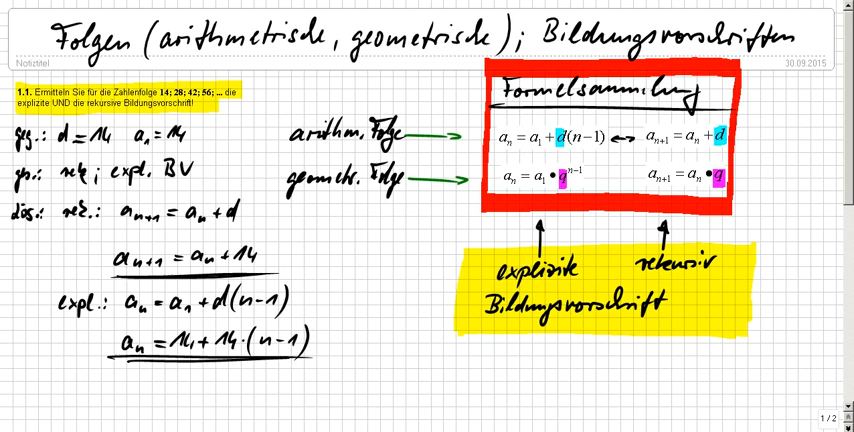 Folgen (arithmetrische, geometrische); Bildungsvorschriften
Notiztitel
30.09.2015
1.1. Ermitteln Sie für die Zahlenfolge 14; 28; 42; 56; ... die
explizite UND die rekursive Bildungsvorschrift!
geg.: d = 14 a₁ = 14
ges.: rek; expl. BV
Lös.: rek.: aₙ₊₁ = aₙ + d
aₙ₊₁ = aₙ + 14
expl.: aₙ = a₁ + d(n-1)
aₙ = 14 + 14·(n-1)
Formelsammlung
arithm. Folge → aₙ = a₁ + d(n−1) ↔ aₙ₊₁ = aₙ + d
geometr. Folge → aₙ = a₁ • qⁿ⁻¹ aₙ₊₁ = aₙ • q
explizite rekursiv
Bildungsvorschrift
1 / 2